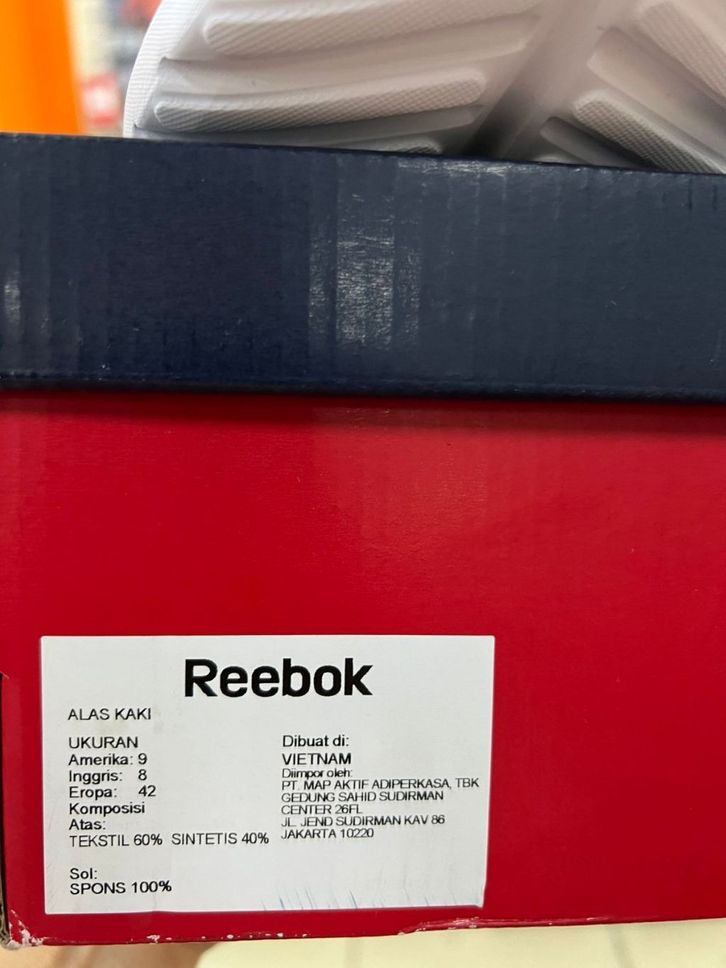 Reebok
ALAS KAKI
UKURAN
Amerika: 9
Inggris: 8
Eropa: 42
Komposisi
Atas:
TEKSTIL 60% SINTETIS 40%
Sol:
SPONS 100%
Dibuat di:
VIETNAM
Diimpor oleh:
PT. MAP AKTIF ADIPERKASA, TBK
GEDUNG SAHID SUDIRMAN
CENTER 26FL
JL. JEND SUDIRMAN KAV 86
JAKARTA 10220